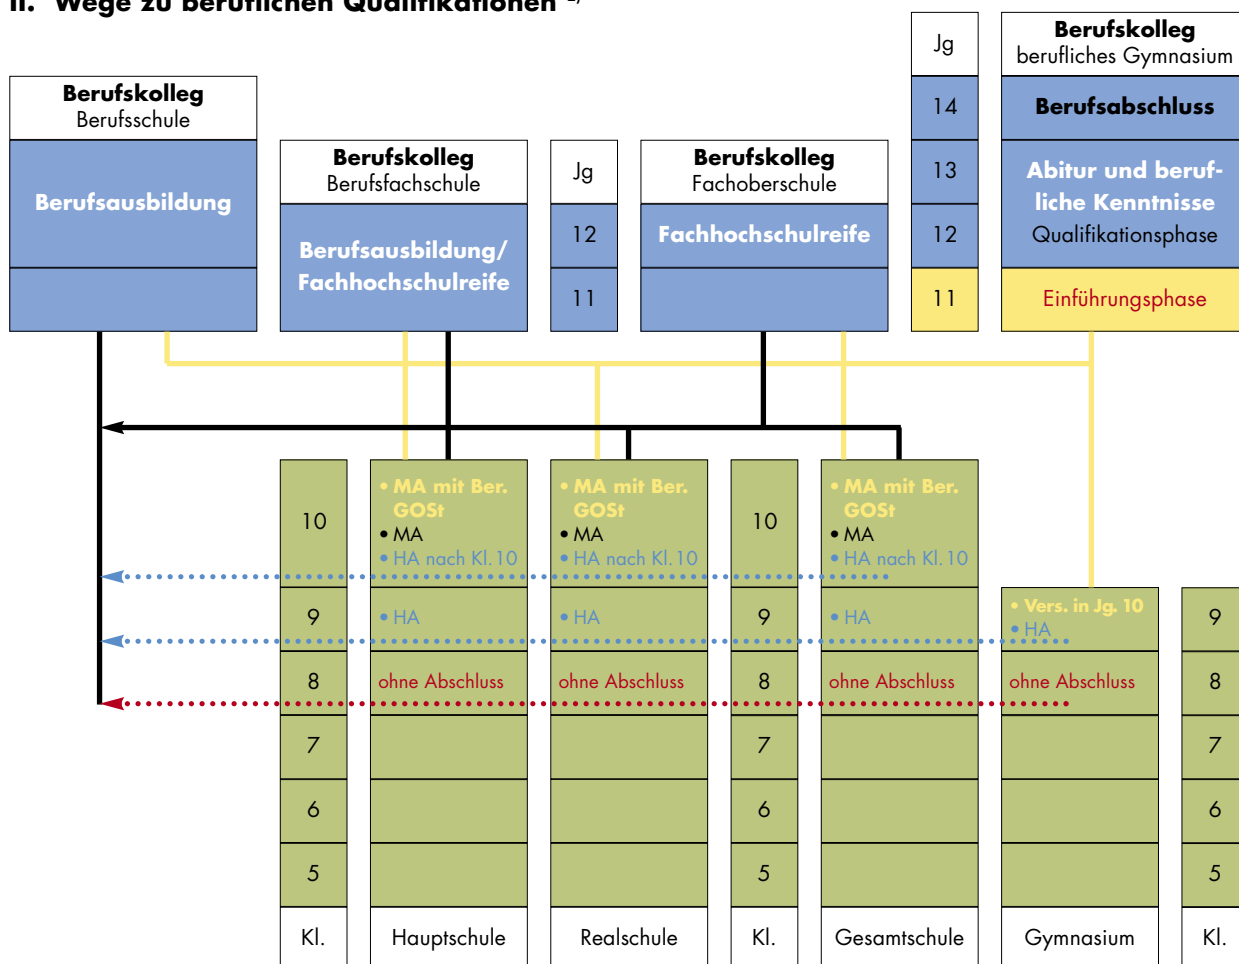 II. Wege zu beruflichen Qualifikationen
Berufskolleg
Berufsschule
Berufsausbildung
Berufskolleg
Berufsfachschule
Berufsausbildung/
Fachhochschulreife
Jg
12
11
Berufskolleg
Fachoberschule
Fachhochschulreife
Jg
14
13
12
11
Berufskolleg
berufliches Gymnasium
Berufsabschluss
Abitur und beruf-
liche Kenntnisse
Qualifikationsphase
Einführungsphase
10
9
8
7
6
5
Kl.
• MA mit Ber.
GOSt
• MA
• HA nach Kl. 10
• HA
ohne Abschluss
Hauptschule
• MA mit Ber.
GOSt
• MA
• HA nach Kl. 10
• HA
ohne Abschluss
Realschule
10
9
8
7
6
5
Kl.
• MA mit Ber.
GOSt
• MA
• HA nach Kl. 10
• HA
ohne Abschluss
Gesamtschule
• Vers. in Jg. 10
• HA
ohne Abschluss
Gymnasium
9
8
7
6
5
Kl.